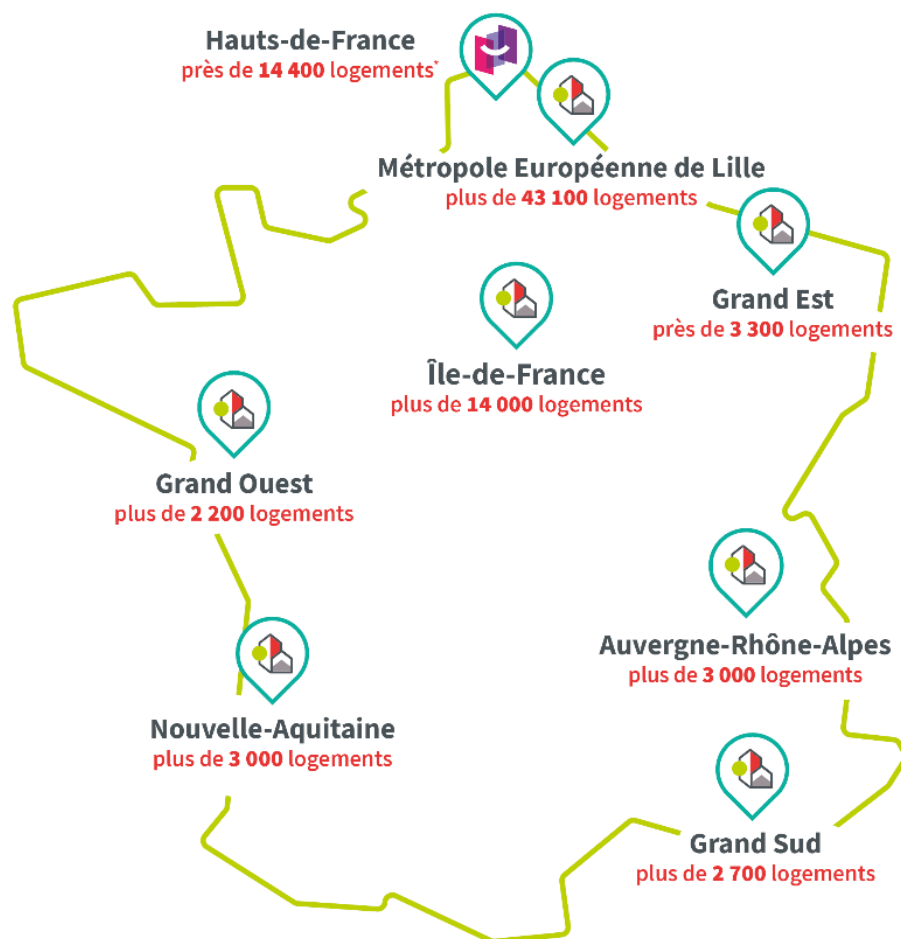 Hauts-de-France
près de 14 400 logements*
Métropole Européenne de Lille
plus de 43 100 logements
Grand Est
près de 3 300 logements
Île-de-France
plus de 14 000 logements
Grand Ouest
plus de 2 200 logements
Auvergne-Rhône-Alpes
plus de 3 000 logements
Nouvelle-Aquitaine
plus de 3 000 logements
Grand Sud
plus de 2 700 logements